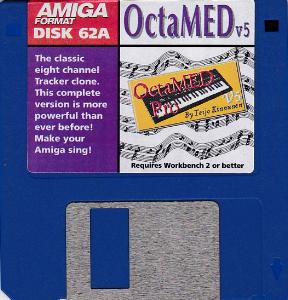 AMIGA
FORMAT
DISK 62A
OctaMED v5
The classic
eight channel
Tracker clone.
This complete
version is more
powerful than
ever before!
Make your
Amiga sing!
OctaMED
Pro
V5
By Teijo Kinnunen
Requires Workbench 2 or better